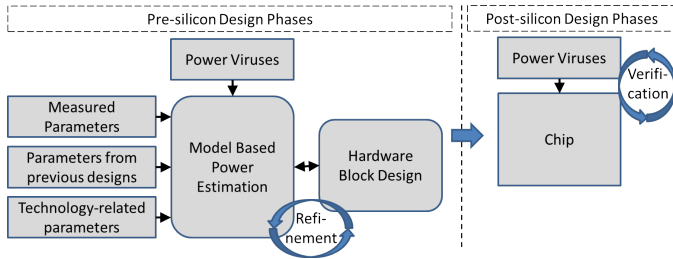 Pre-silicon Design Phases
Post-silicon Design Phases
Power Viruses
Measured
Parameters
Parameters from
previous designs
Technology-related
parameters
Model Based
Power
Estimation
Hardware
Block Design
Refi-
nement
Power Viruses
Chip
Verifi-
cation